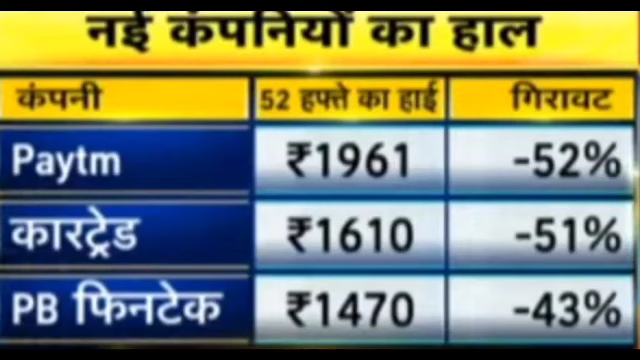 नई कंपनियों का हाल
कंपनी 52 हफ्ते का हाई गिरावट
Paytm ₹1961 -52%
कारट्रेड ₹1610 -51%
PB फिनटेक ₹1470 -43%